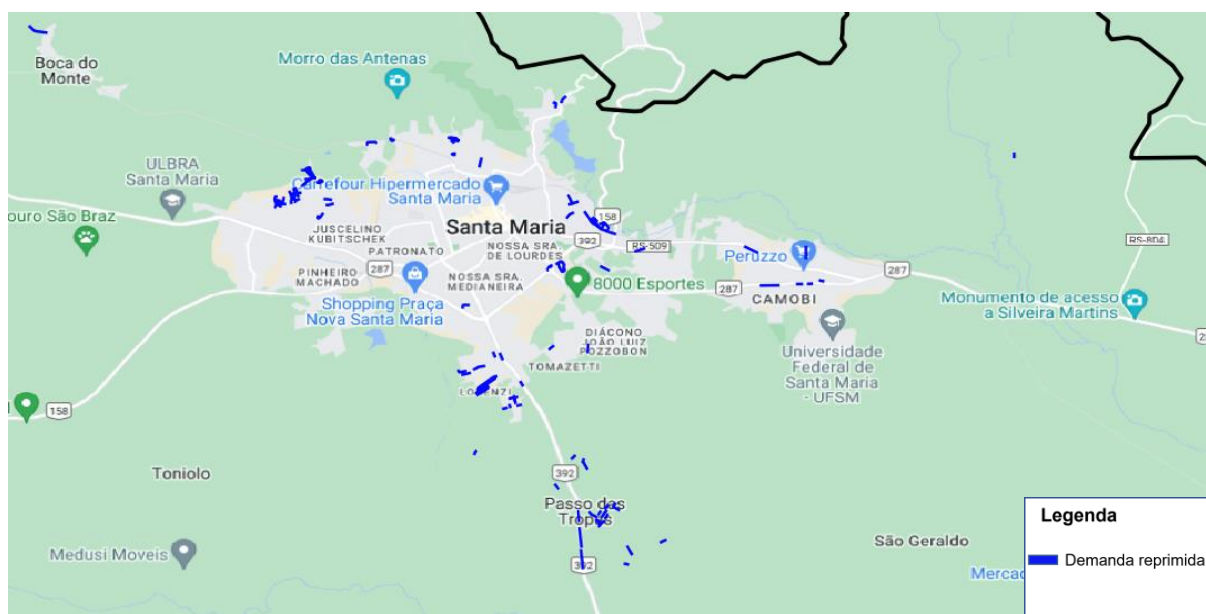 Boca do
Monte
Morro das Antenas
ULBRA
Santa Maria
Carrefour Hipermercado
Santa Maria
ouro São Braz
JUSCELINO
KUBITSCHEK
PATRONATO
Santa Maria
NOSSA SRA.
DE LOURDES
158
392
RS-509
Peruzzo
287
RS-804
PINHEIRO
MACHADO
287
NOSSA SRA.
MEDIANEIRA
8000 Esportes
287
CAMOBI
Shopping Praça
Nova Santa Maria
Monumento de acesso
a Silveira Martins
DIÁCONO
JOÃO LUIZ
POZZOBON
TOMAZETTI
Universidade
Federal de
Santa Maria
- UFSM
LORENZI
158
Toniolo
392
Passo das
Tropas
Medusi Moveis
392
São Geraldo
Mercad
Legenda
Demanda reprimida